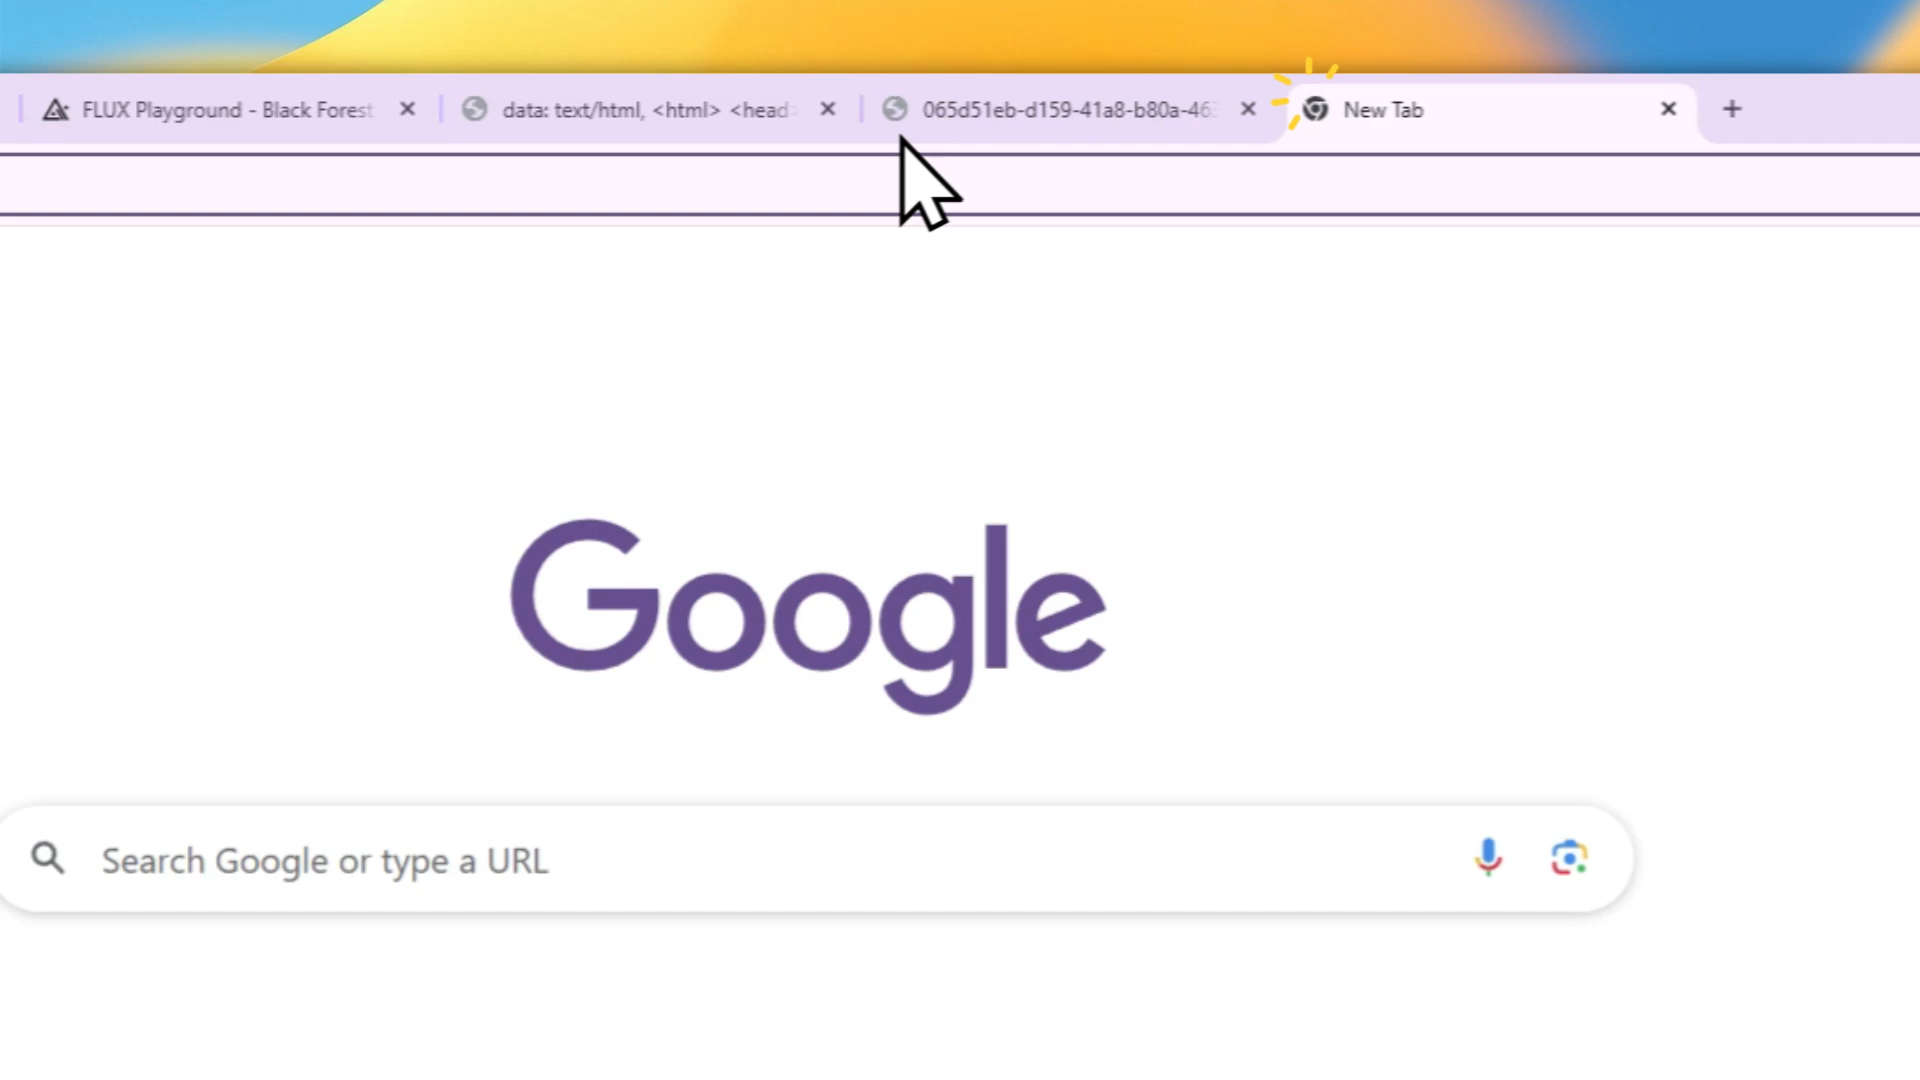 FLUX Playground - Black Forest
data: text/html, <html> <head>
065d51eb-d159-41a8-b80a-463
New Tab
Google
Search Google or type a URL